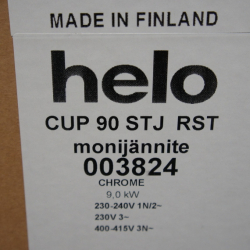 MADE IN FINLAND
helo
CUP 90 STJ RST
monijännite
003824
CHROME
9,0 kW
230-240V 1N/2~
230V 3~
400-415V 3N~